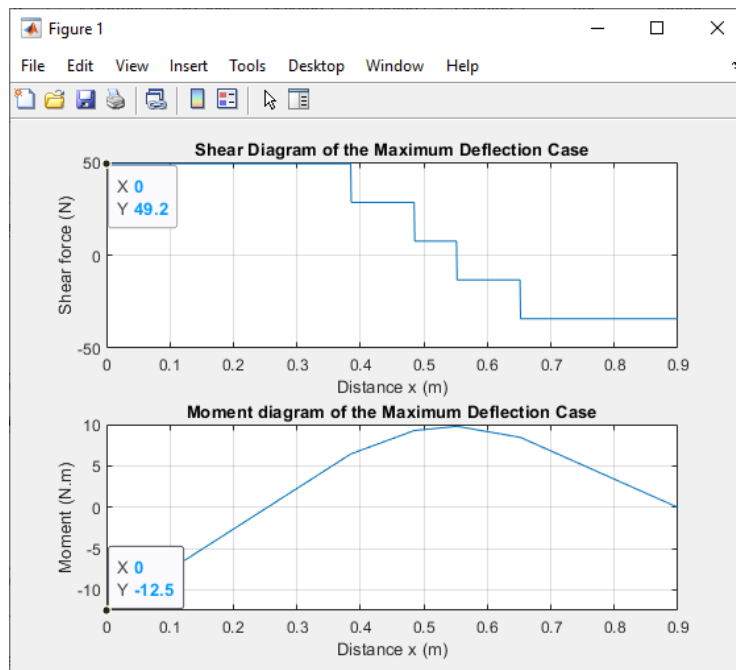 Figure 1
File Edit View Insert Tools Desktop Window Help
Shear Diagram of the Maximum Deflection Case
50
0
-50
Shear force (N)
X 0
Y 49.2
0 0.1 0.2 0.3 0.4 0.5 0.6 0.7 0.8 0.9
Distance x (m)
Moment diagram of the Maximum Deflection Case
10
5
0
-5
-10
Moment (N.m)
X 0
Y -12.5
0 0.1 0.2 0.3 0.4 0.5 0.6 0.7 0.8 0.9
Distance x (m)